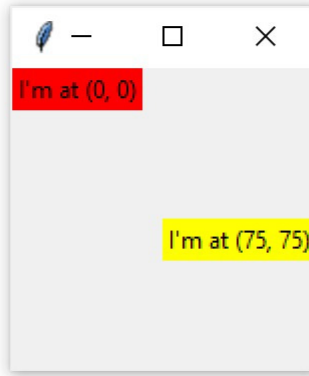 I'm at (0, 0)
I'm at (75, 75)